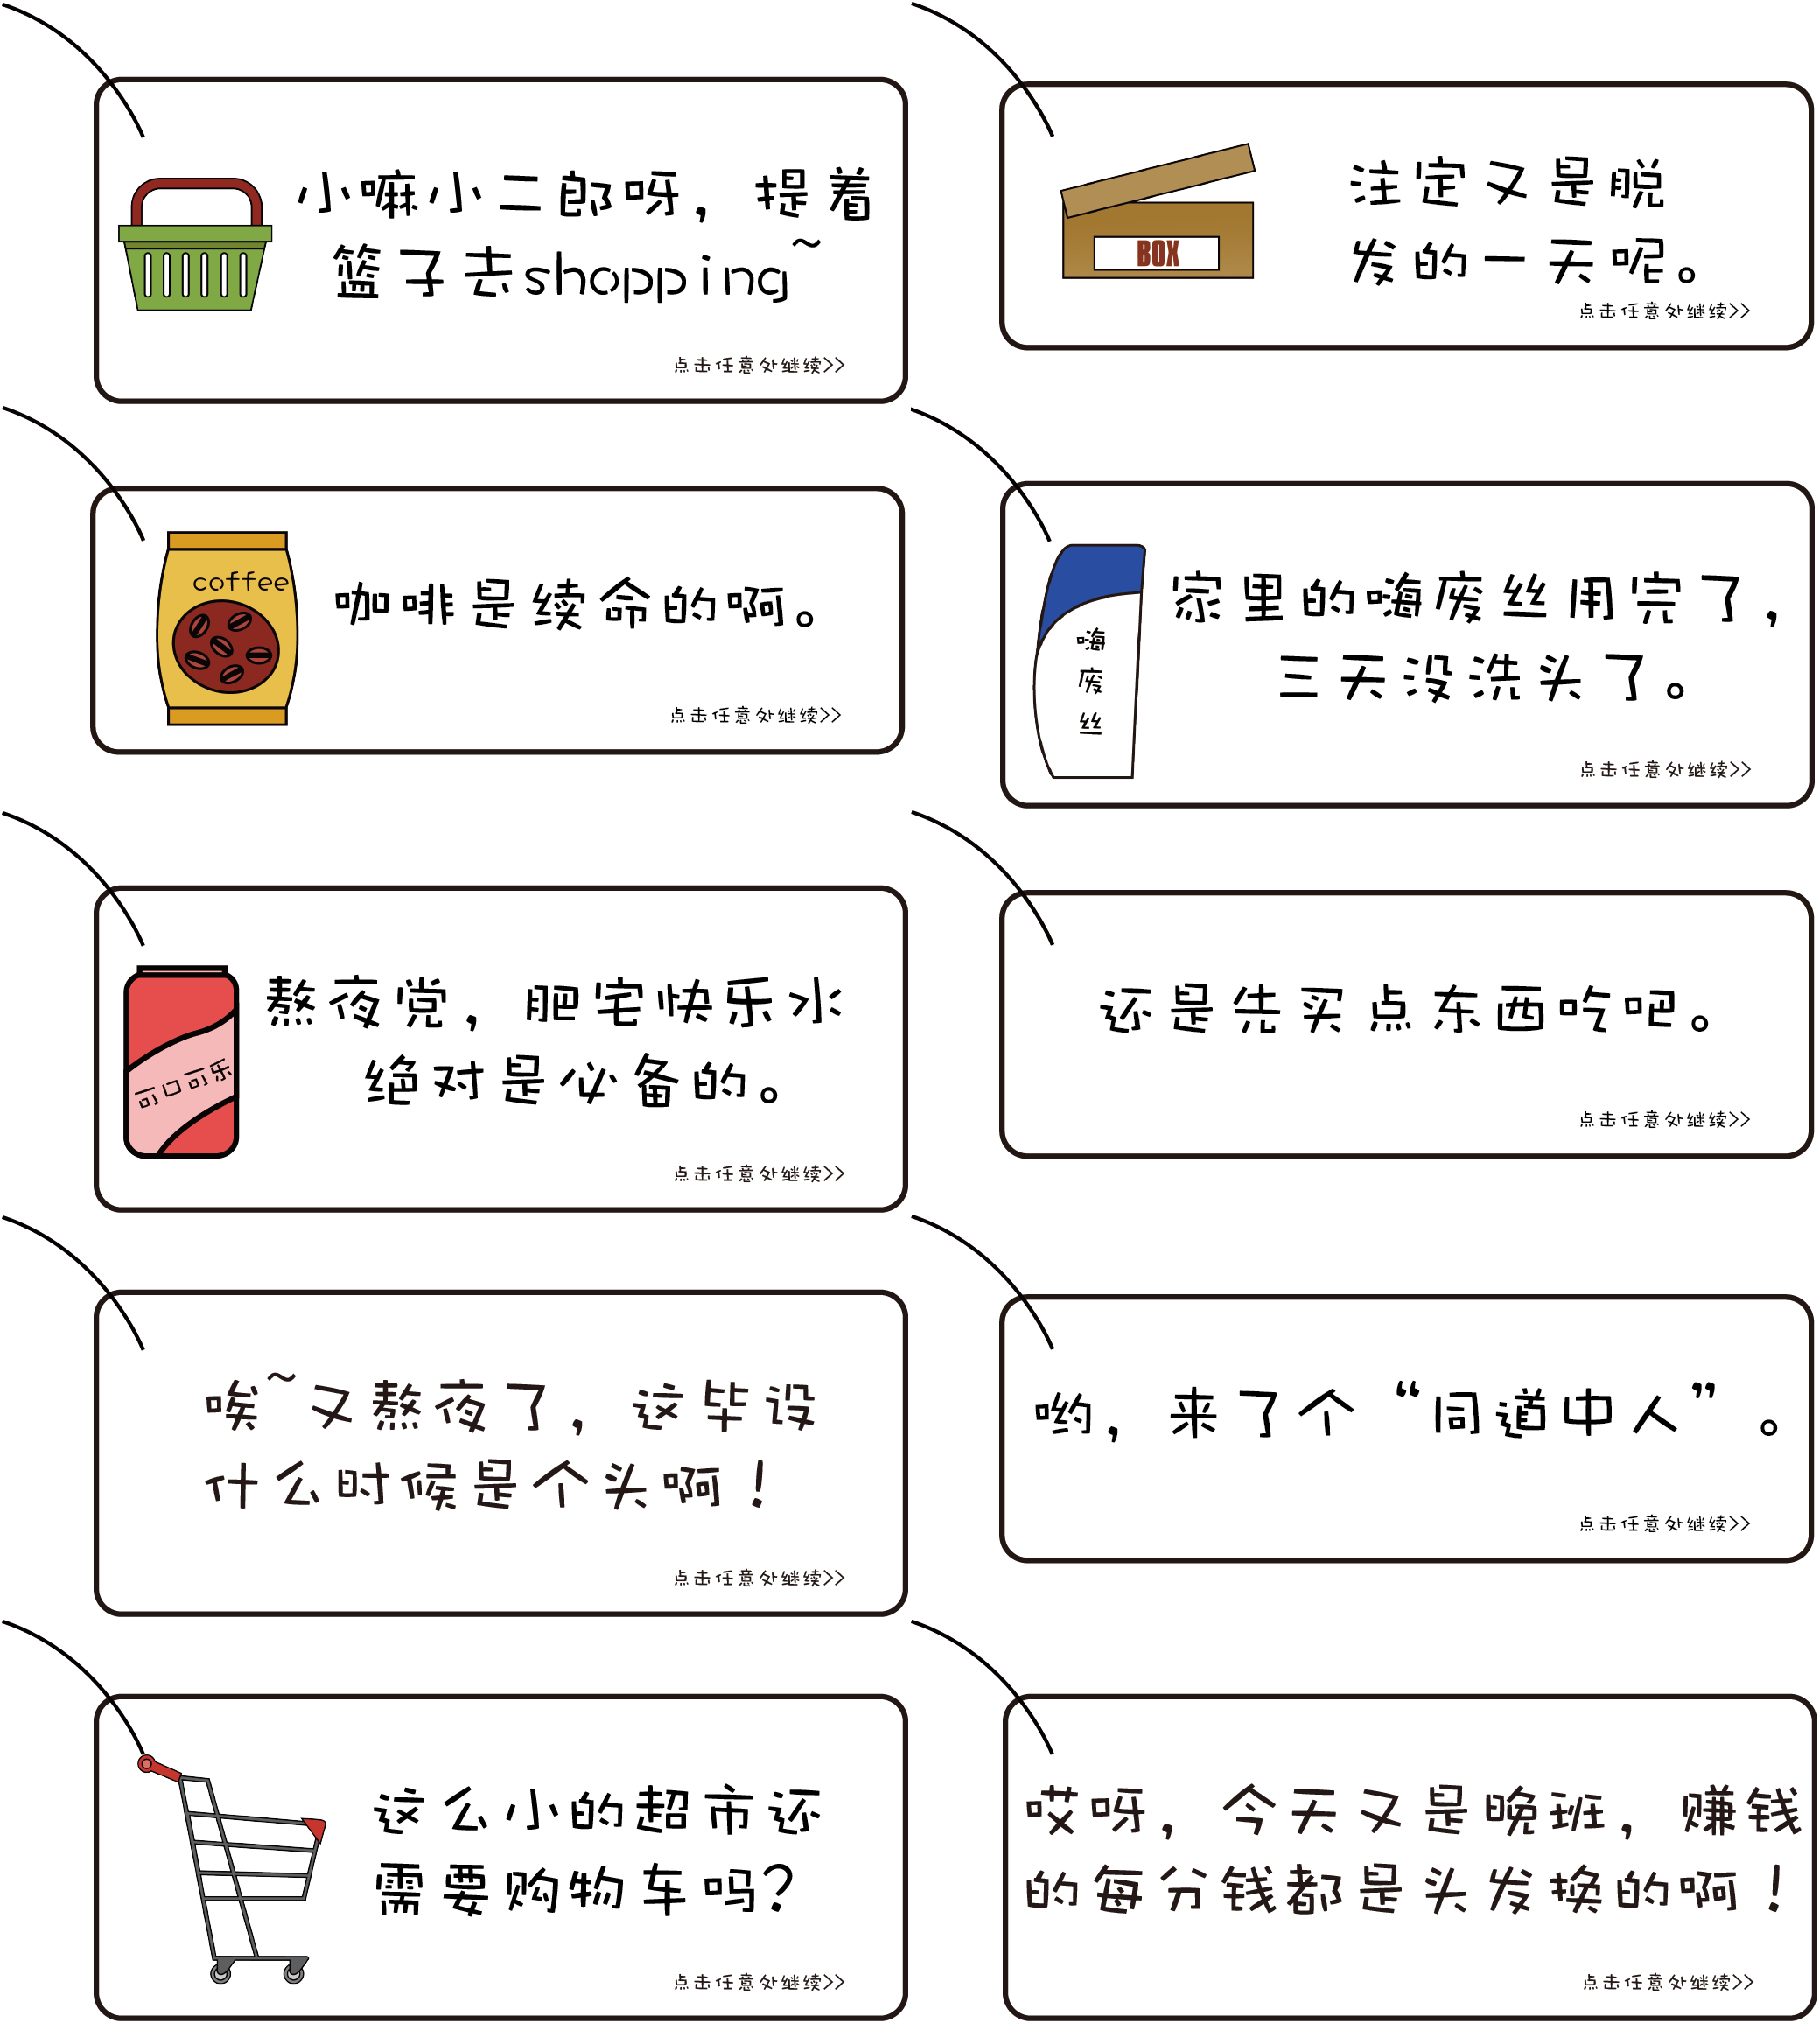 小嘛小二郎呀，提着
篮子去shopping~
点击任意处继续>>
BOX
注定又是脱
发的一天呢。
点击任意处继续>>
coffee
咖啡是续命的啊。
点击任意处继续>>
嗨
废
丝
家里的嗨废丝用完了，
三天没洗头了。
点击任意处继续>>
可口可乐
熬夜党，肥宅快乐水
绝对是必备的。
点击任意处继续>>
还是先买点东西吃吧。
点击任意处继续>>
唉~又熬夜了，这毕设
什么时候是个头啊！
点击任意处继续>>
哟，来了个“同道中人”。
点击任意处继续>>
这么小的超市还
需要购物车吗？
点击任意处继续>>
哎呀，今天又是晚班，赚钱
的每分钱都是头发换的啊！
点击任意处继续>>